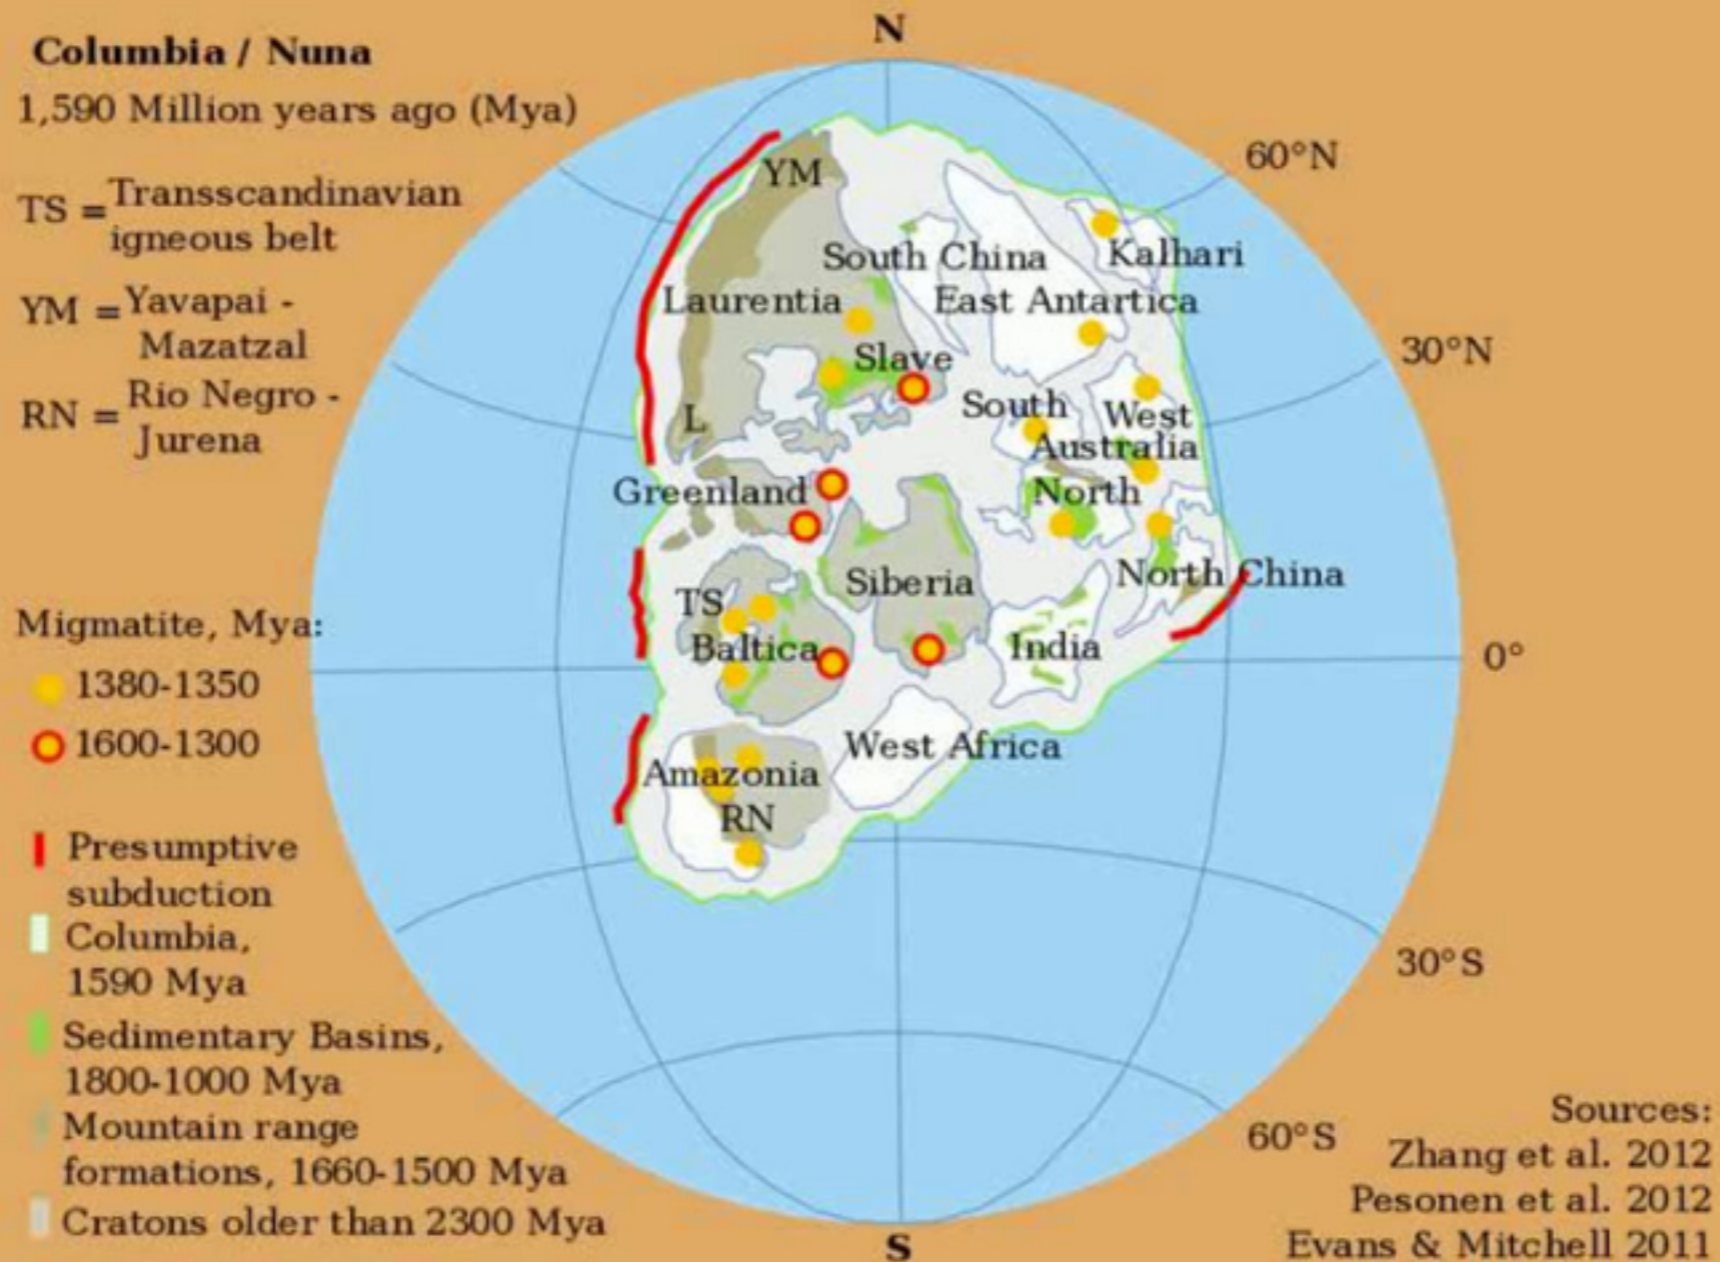 Columbia / Nuna
1,590 Million years ago (Mya)
TS = Transscandinavian
igneous belt
YM = Yavapai -
Mazatzal
RN = Rio Negro -
Jurena
Migmatite, Mya:
1380-1350
1600-1300
Presumptive
subduction
Columbia,
1590 Mya
Sedimentary Basins,
1800-1000 Mya
Mountain range
formations, 1660-1500 Mya
Cratons older than 2300 Mya
N
60°N
30°N
0°
30°S
60°S
S
YM
South China
Kalhari
Laurentia
East Antartica
Slave
L
South
West
Australia
Greenland
North
Siberia
North China
TS
Baltica
India
West Africa
Amazonia
RN
Sources:
Zhang et al. 2012
Pesonen et al. 2012
Evans & Mitchell 2011